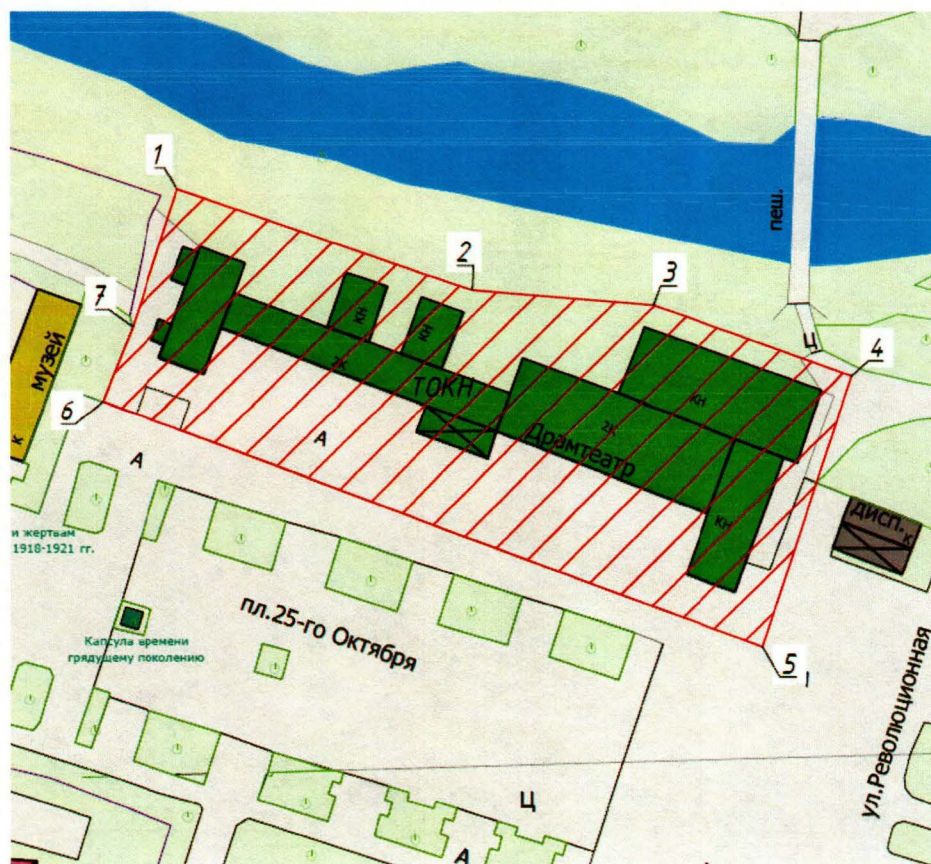 1
2
3
4
5
6
7
пеш.
Ц
музей
к
КН
КН
2К
ТОКН
КН
2К
Драмтеатр
КН
А
А
ДИСП.
к
и жертвам
1918-1921 гг.
пл.25-го Октября
Капсула времени
грядущему поколению
ул.Революционная
Ц
А